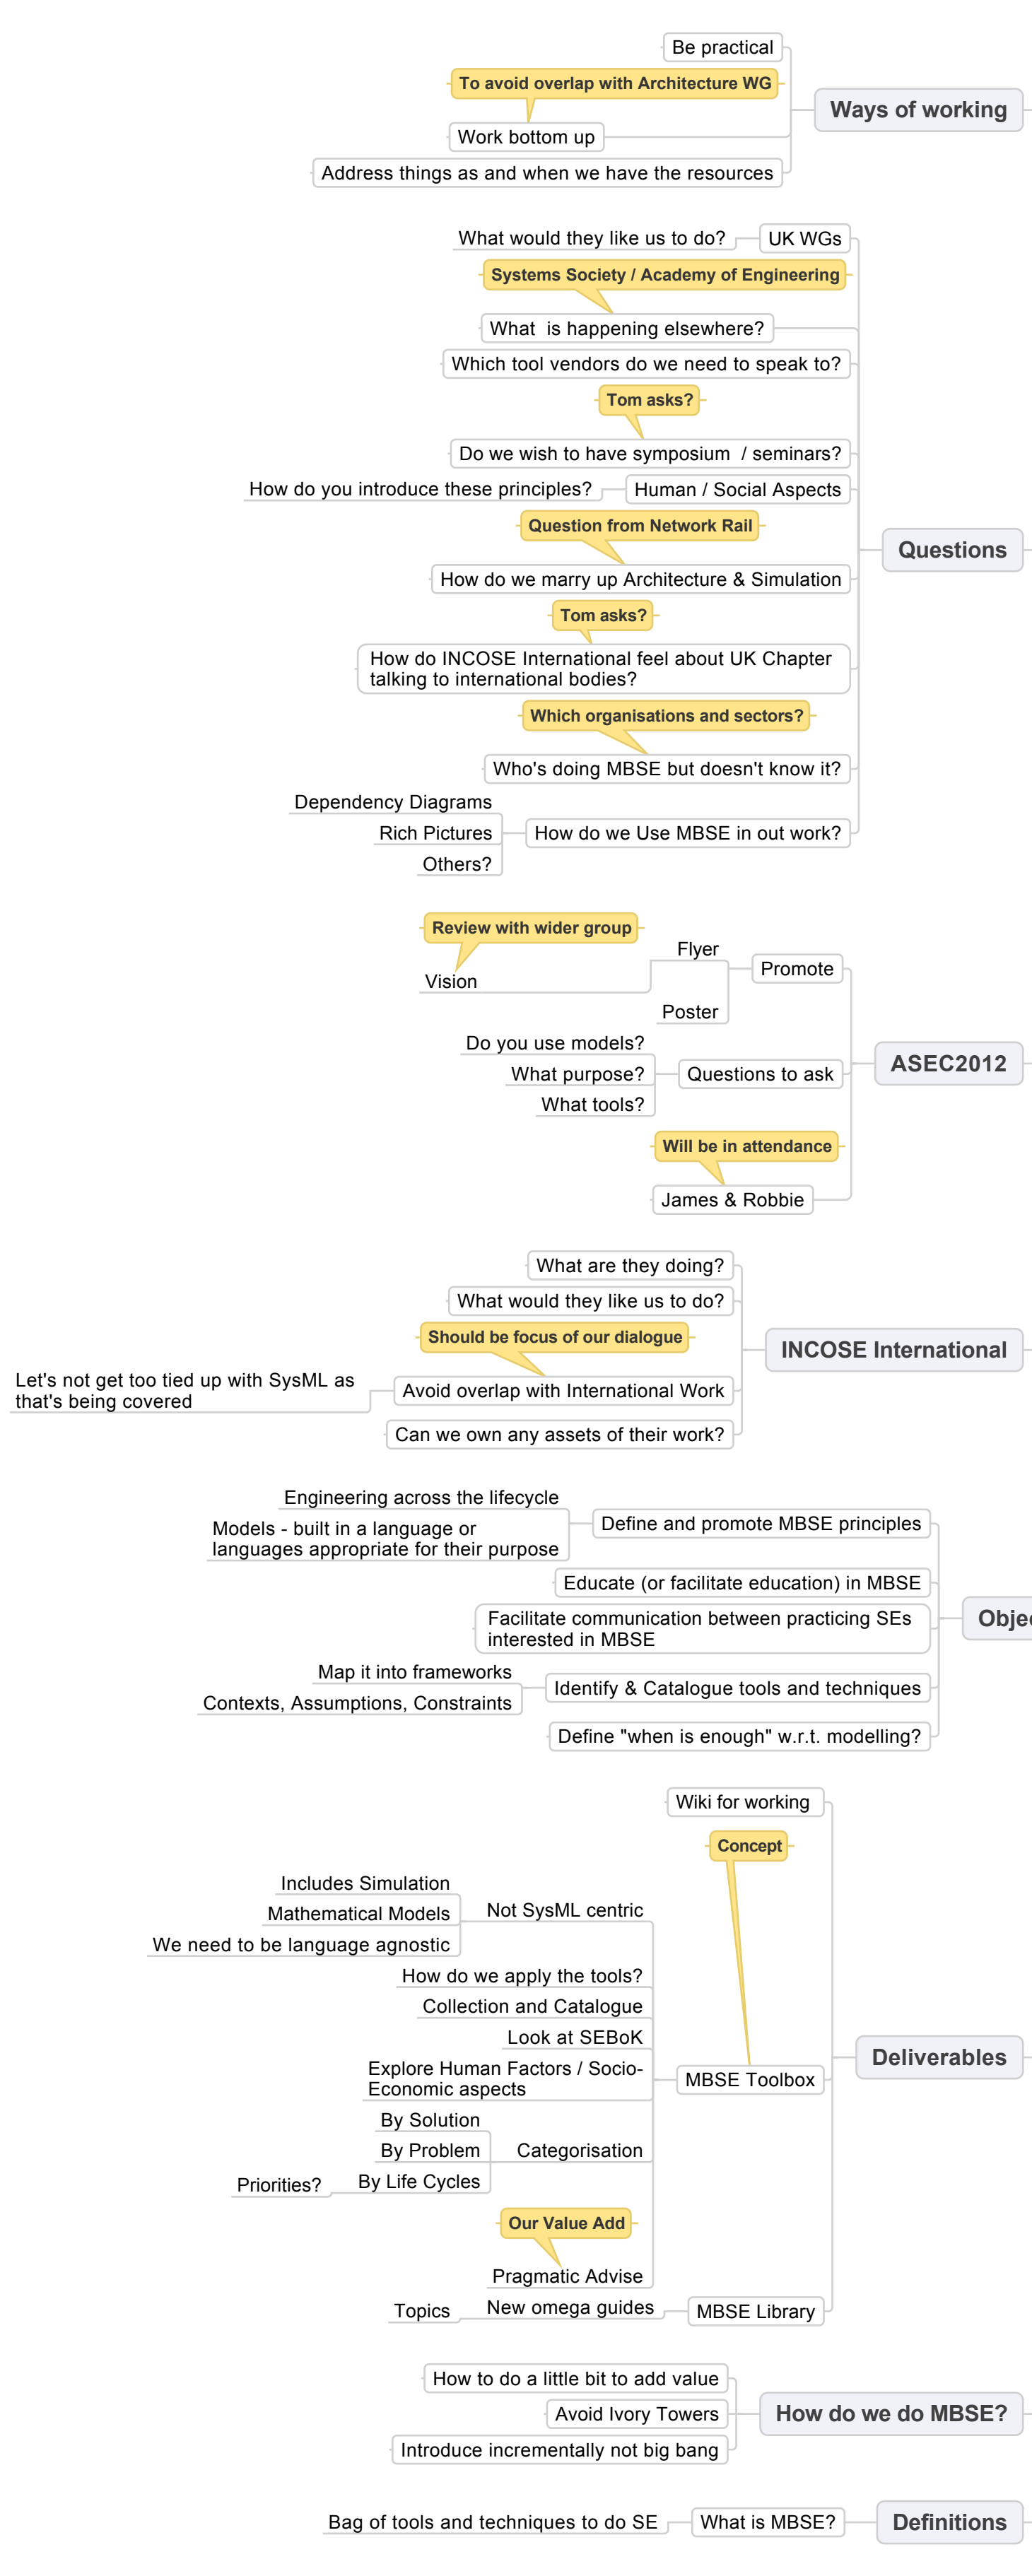 Be practical
To avoid overlap with Architecture WG
Ways of working
Work bottom up
Address things as and when we have the resources
What would they like us to do?
UK WGs
Systems Society / Academy of Engineering
What  is happening elsewhere?
Which tool vendors do we need to speak to?
Tom asks?
Do we wish to have symposium  / seminars?
How do you introduce these principles?
Human / Social Aspects
Question from Network Rail
Questions
How do we marry up Architecture & Simulation
Tom asks?
How do INCOSE International feel about UK Chapter
talking to international bodies?
Which organisations and sectors?
Who's doing MBSE but doesn't know it?
Dependency Diagrams
Rich Pictures
How do we Use MBSE in out work?
Others?
Review with wider group
Flyer
Promote
Vision
Poster
Do you use models?
ASEC2012
What purpose?
Questions to ask
What tools?
Will be in attendance
James & Robbie
What are they doing?
What would they like us to do?
Should be focus of our dialogue
INCOSE International
Let's not get too tied up with SysML as
that's being covered
Avoid overlap with International Work
Can we own any assets of their work?
Engineering across the lifecycle
Models - built in a language or
languages appropriate for their purpose
Define and promote MBSE principles
Educate (or facilitate education) in MBSE
Facilitate communication between practicing SEs
interested in MBSE
Objec
Map it into frameworks
Contexts, Assumptions, Constraints
Identify & Catalogue tools and techniques
Define "when is enough" w.r.t. modelling?
Wiki for working
Concept
Includes Simulation
Mathematical Models
Not SysML centric
We need to be language agnostic
How do we apply the tools?
Collection and Catalogue
Look at SEBoK
Deliverables
Explore Human Factors / Socio-
Economic aspects
MBSE Toolbox
By Solution
By Problem
Categorisation
Priorities?
By Life Cycles
Our Value Add
Pragmatic Advise
Topics
New omega guides
MBSE Library
How to do a little bit to add value
Avoid Ivory Towers
How do we do MBSE?
Introduce incrementally not big bang
Bag of tools and techniques to do SE
What is MBSE?
Definitions